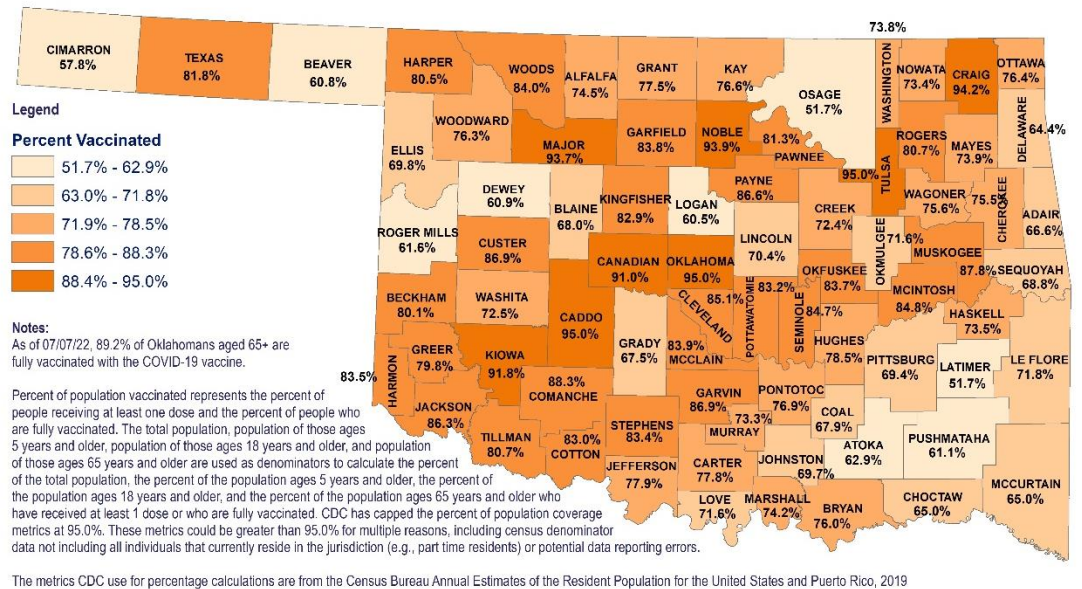 73.8%
CIMARRON
57.8%
TEXAS
81.8%
BEAVER
60.8%
HARPER
80.5%
WOODS
84.0%
ALFALFA
74.5%
GRANT
77.5%
KAY
76.6%
OSAGE
51.7%
WASHINGTON
NOWATA
73.4%
CRAIG
94.2%
OTTAWA
76.4%
Legend
Percent Vaccinated
51.7% - 62.9%
63.0% - 71.8%
71.9% - 78.5%
78.6% - 88.3%
88.4% - 95.0%
ELLIS
69.8%
WOODWARD
76.3%
MAJOR
93.7%
GARFIELD
83.8%
NOBLE
93.9%
81.3%
PAWNEE
95.0%
TULSA
ROGERS
80.7%
MAYES
73.9%
DELAWARE
64.4%
DEWEY
60.9%
BLAINE
68.0%
KINGFISHER
82.9%
LOGAN
60.5%
PAYNE
86.6%
CREEK
72.4%
WAGONER
75.6%
75.5%
CHEROKEE
ADAIR
66.6%
ROGER MILLS
61.6%
CUSTER
86.9%
CANADIAN
91.0%
OKLAHOMA
95.0%
LINCOLN
70.4%
OKMULGEE
71.6%
MUSKOGEE
87.8%
SEQUOYAH
68.8%
BECKHAM
80.1%
WASHITA
72.5%
CADDO
95.0%
GRADY
67.5%
CLEVELAND
85.1%
POTTAWATOMIE
83.2%
SEMINOLE
84.7%
OKFUSKEE
83.7%
MCINTOSH
84.8%
HASKELL
73.5%
Notes:
As of 07/07/22, 89.2% of Oklahomans aged 65+ are
fully vaccinated with the COVID-19 vaccine.
83.5%
HARMON
GREER
79.8%
KIOWA
91.8%
83.9%
MCCLAIN
HUGHES
78.5%
PITTSBURG
69.4%
LATIMER
51.7%
LE FLORE
71.8%
JACKSON
86.3%
88.3%
COMANCHE
GARVIN
86.9%
PONTOTOC
76.9%
COAL
67.9%
TILLMAN
80.7%
83.0%
COTTON
STEPHENS
83.4%
73.3%
MURRAY
JOHNSTON
69.7%
ATOKA
62.9%
PUSHMATAHA
61.1%
MCCURTAIN
65.0%
JEFFERSON
77.9%
CARTER
77.8%
LOVE
71.6%
MARSHALL
74.2%
BRYAN
76.0%
CHOCTAW
65.0%
Percent of population vaccinated represents the percent of
people receiving at least one dose and the percent of people who
are fully vaccinated. The total population, population of those ages
5 years and older, population of those ages 18 years and older, and population
of those ages 65 years and older are used as denominators to calculate the percent
of the total population, the percent of the population ages 5 years and older, the percent of
the population ages 18 years and older, and the percent of the population ages 65 years and older who
have received at least 1 dose or who are fully vaccinated. CDC has capped the percent of population coverage
metrics at 95.0%. These metrics could be greater than 95.0% for multiple reasons, including census denominator
data not including all individuals that currently reside in the jurisdiction (e.g., part time residents) or potential data reporting errors.
The metrics CDC use for percentage calculations are from the Census Bureau Annual Estimates of the Resident Population for the United States and Puerto Rico, 2019